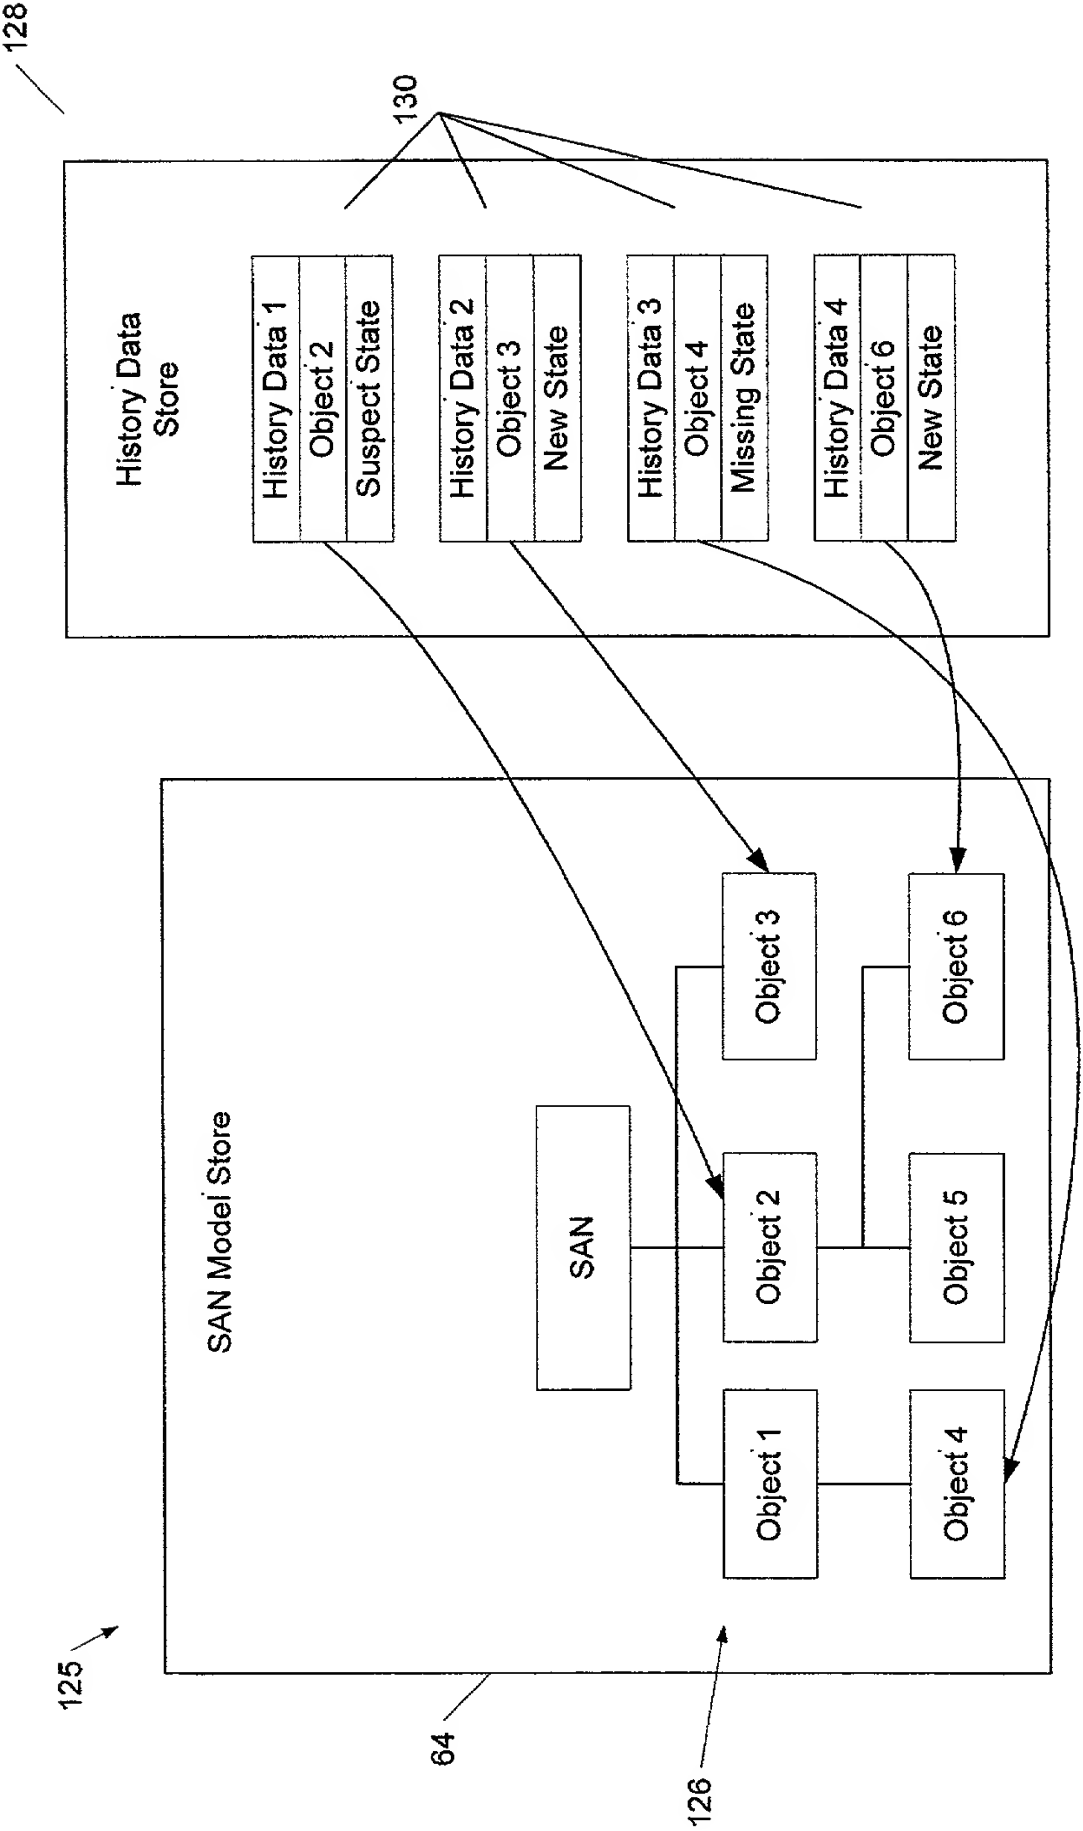 125
128
SAN Model Store
History Data
Store
64
130
126
SAN
Object 1
Object 2
Object 3
Object 4
Object 5
Object 6
History Data 1
Object 2
Suspect State
History Data 2
Object 3
New State
History Data 3
Object 4
Missing State
History Data 4
Object 6
New State